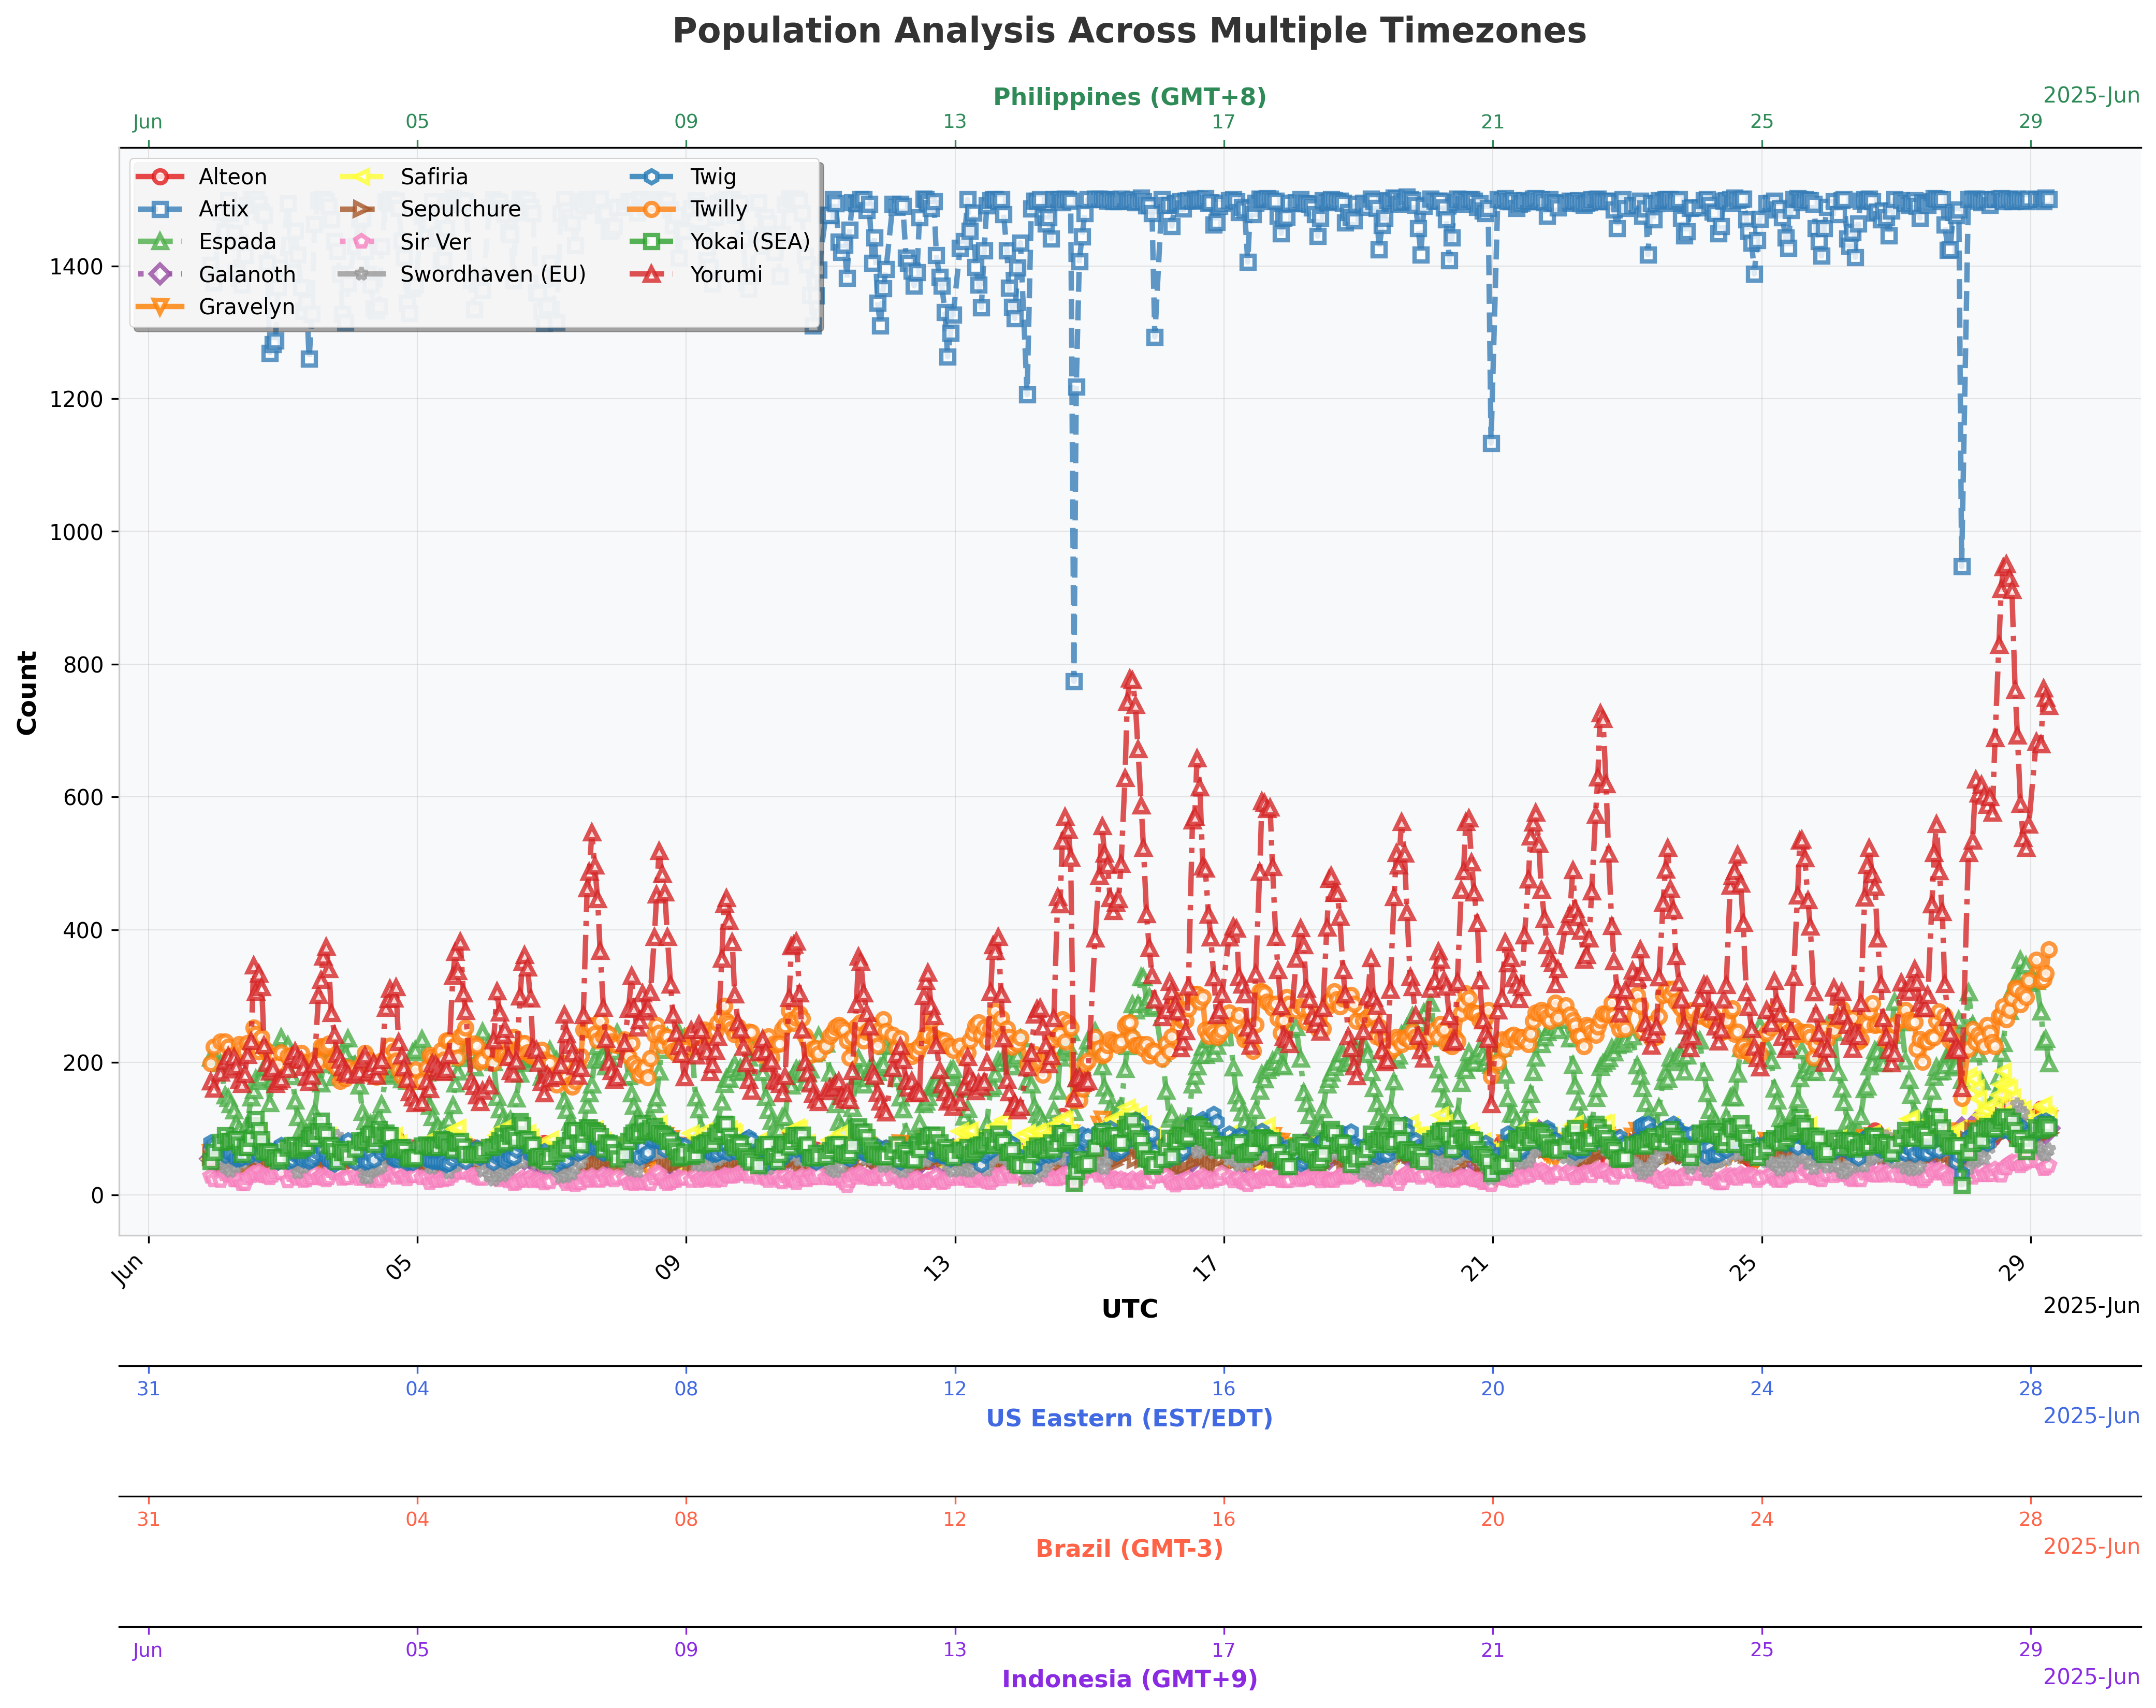 Population Analysis Across Multiple Timezones
Philippines (GMT+8)
2025-Jun
Jun 05 09 13 17 21 25 29
Alteon
Artix
Espada
Galanoth
Gravelyn
Safiria
Sepulchure
Sir Ver
Swordhaven (EU)
Twig
Twilly
Yokai (SEA)
Yorumi
Count
1400
1200
1000
800
600
400
200
0
Jun 05 09 13 17 21 25 29
UTC
2025-Jun
31 04 08 12 16 20 24 28
US Eastern (EST/EDT)
2025-Jun
31 04 08 12 16 20 24 28
Brazil (GMT-3)
2025-Jun
Jun 05 09 13 17 21 25 29
Indonesia (GMT+9)
2025-Jun